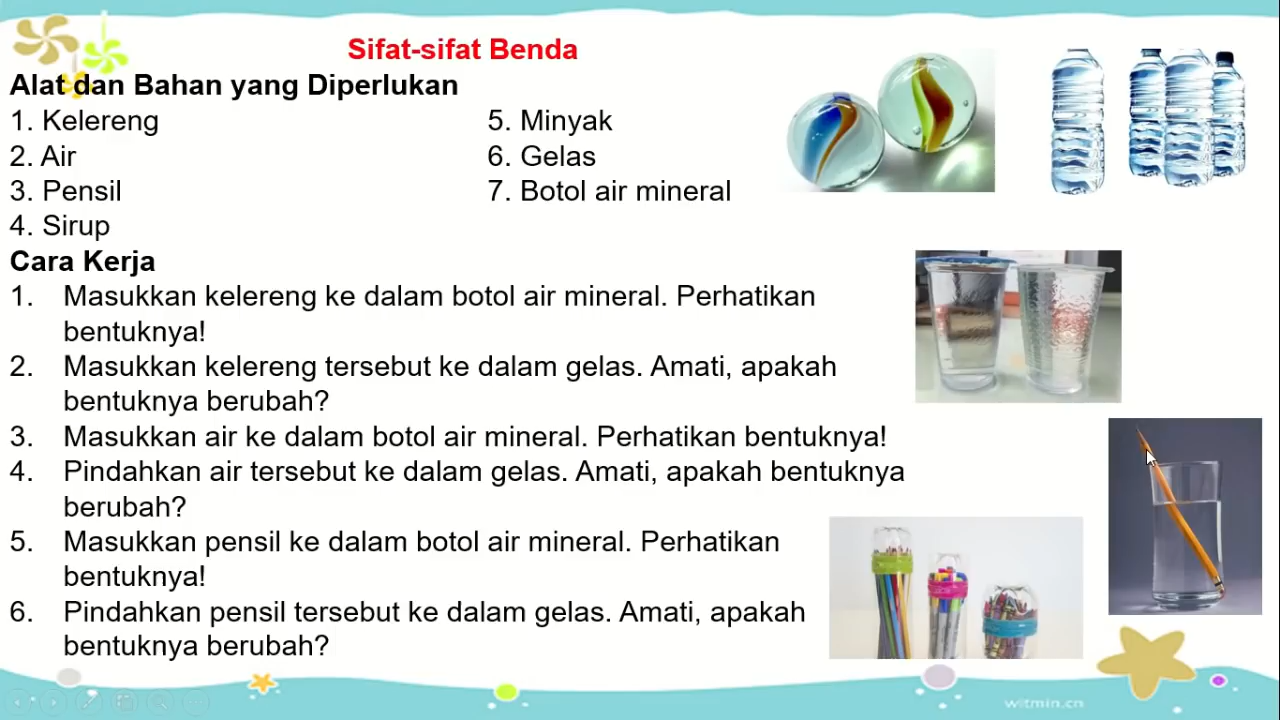 Sifat-sifat Benda
Alat dan Bahan yang Diperlukan
1. Kelereng
2. Air
3. Pensil
4. Sirup
5. Minyak
6. Gelas
7. Botol air mineral
Cara Kerja
1. Masukkan kelereng ke dalam botol air mineral. Perhatikan
bentuknya!
2. Masukkan kelereng tersebut ke dalam gelas. Amati, apakah
bentuknya berubah?
3. Masukkan air ke dalam botol air mineral. Perhatikan bentuknya!
4. Pindahkan air tersebut ke dalam gelas. Amati, apakah bentuknya
berubah?
5. Masukkan pensil ke dalam botol air mineral. Perhatikan
bentuknya!
6. Pindahkan pensil tersebut ke dalam gelas. Amati, apakah
bentuknya berubah?
witmin.cn